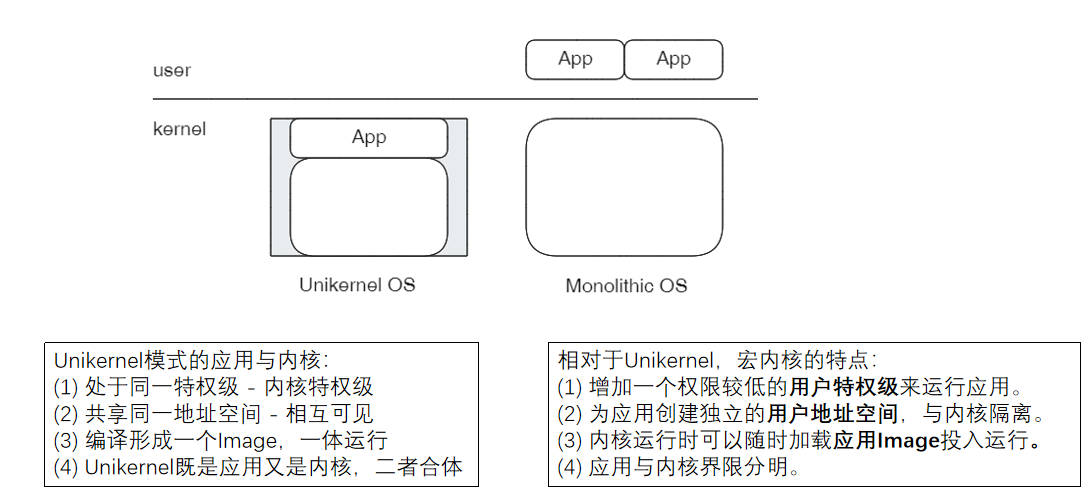 user
App App
kernel
App
Unikernel OS
Monolithic OS
Unikernel模式的应用与内核：
(1) 处于同一特权级 - 内核特权级
(2) 共享同一地址空间 - 相互可见
(3) 编译形成一个Image，一体运行
(4) Unikernel既是应用又是内核，二者合体
相对于Unikernel，宏内核的特点：
(1) 增加一个权限较低的用户特权级来运行应用。
(2) 为应用创建独立的用户地址空间，与内核隔离。
(3) 内核运行时可以随时加载应用Image投入运行。
(4) 应用与内核界限分明。